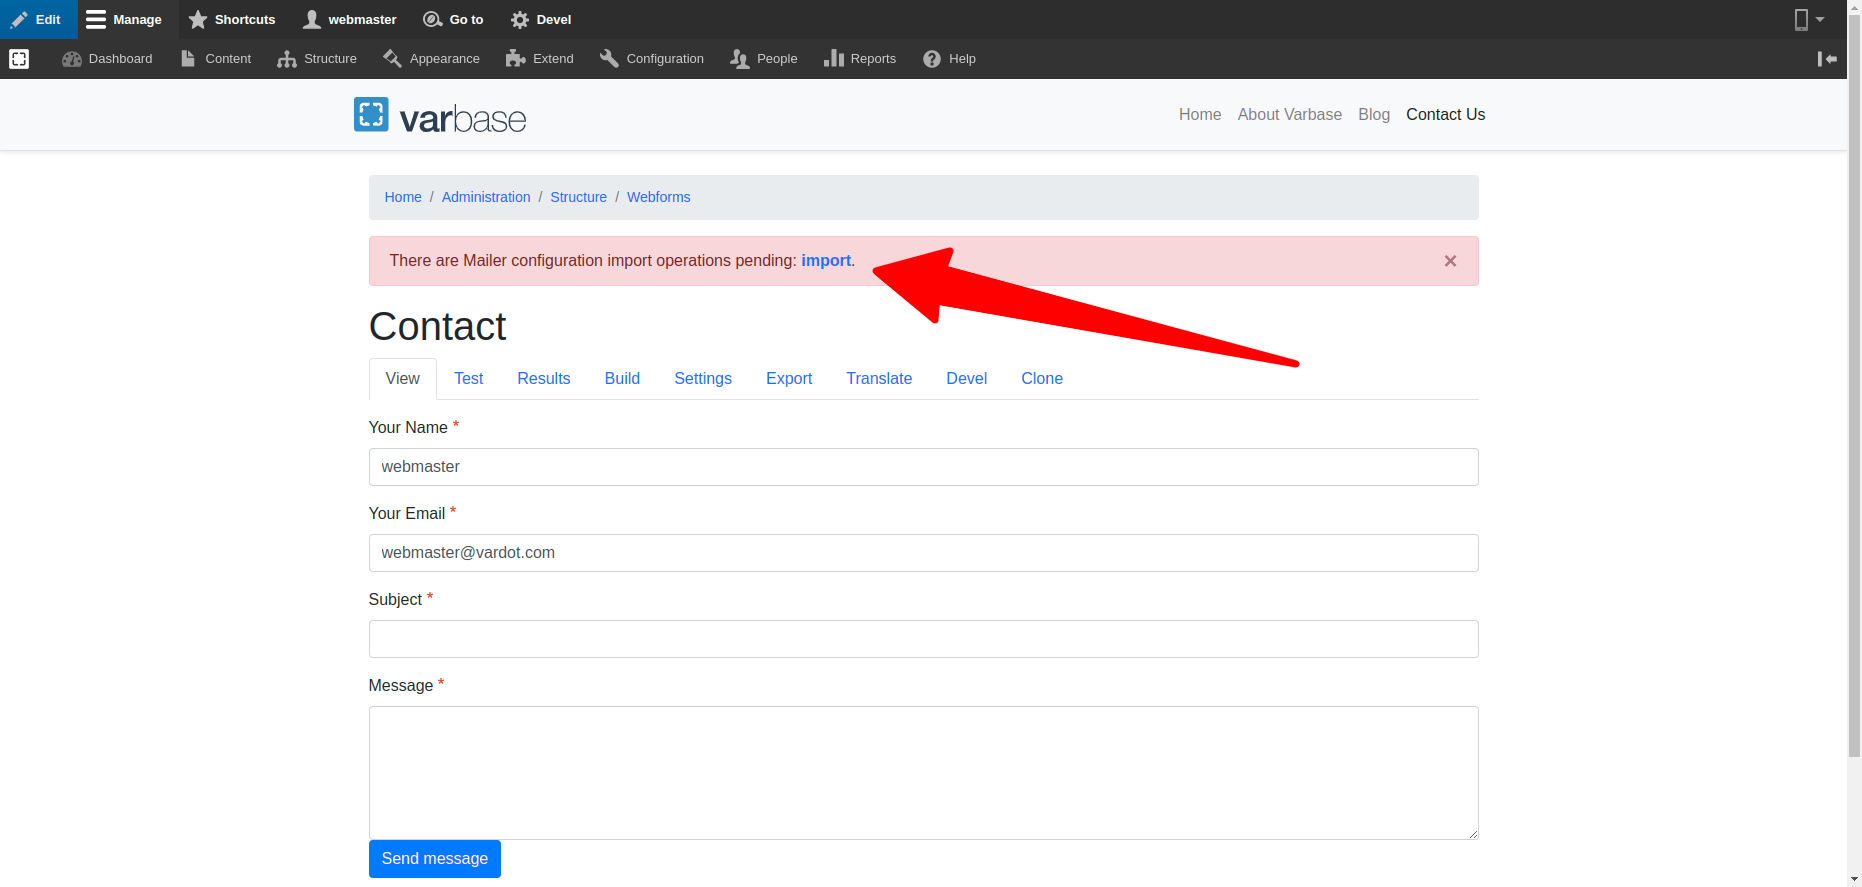 Edit Manage Shortcuts webmaster Go to Devel
Dashboard Content Structure Appearance Extend Configuration People Reports Help
varbase Home About Varbase Blog Contact Us
Home / Administration / Structure / Webforms
There are Mailer configuration import operations pending: import. ×
Contact
View Test Results Build Settings Export Translate Devel Clone
Your Name *
webmaster
Your Email *
webmaster@vardot.com
Subject *
Message *
Send message